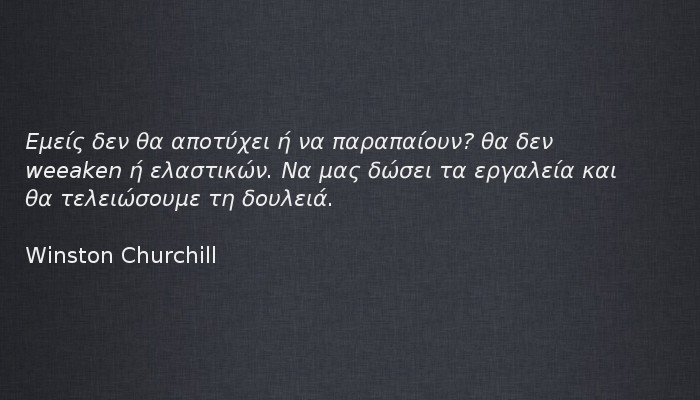 Εμείς δεν θα αποτύχει ή να παραπαίουν? θα δεν
weeaken ή ελαστικών. Να μας δώσει τα εργαλεία και
θα τελειώσουμε τη δουλειά.
Winston Churchill